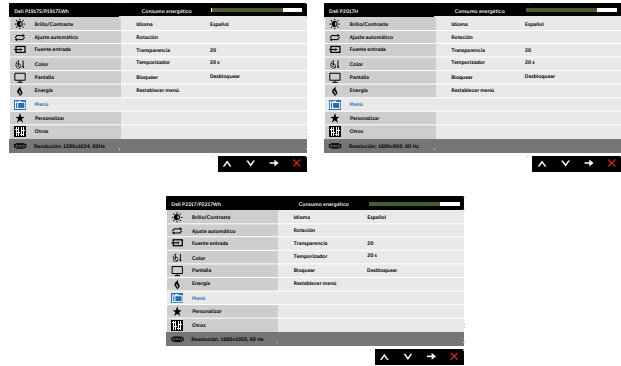 Dell P1917S/P1917SWh Consumo energético
Brillo/Contraste Idioma Español
Ajuste automático Rotación
Fuente entrada Transparencia 20
Color Temporizador 20 s
Pantalla Bloquear Desbloquear
Energía Restablecer menú
Menú
Personalizar
Otros
Resolución: 1280x1024, 60Hz
Dell P2017H Consumo energético
Brillo/Contraste Idioma Español
Ajuste automático Rotación
Fuente entrada Transparencia 20
Color Temporizador 20 s
Pantalla Bloquear Desbloquear
Energía Restablecer menú
Menú
Personalizar
Otros
Resolución: 1600x900, 60 Hz
Dell P2217/P2217Wh Consumo energético
Brillo/Contraste Idioma Español
Ajuste automático Rotación
Fuente entrada Transparencia 20
Color Temporizador 20 s
Pantalla Bloquear Desbloquear
Energía Restablecer menú
Menú
Personalizar
Otros
Resolución: 1680x1050, 60 Hz